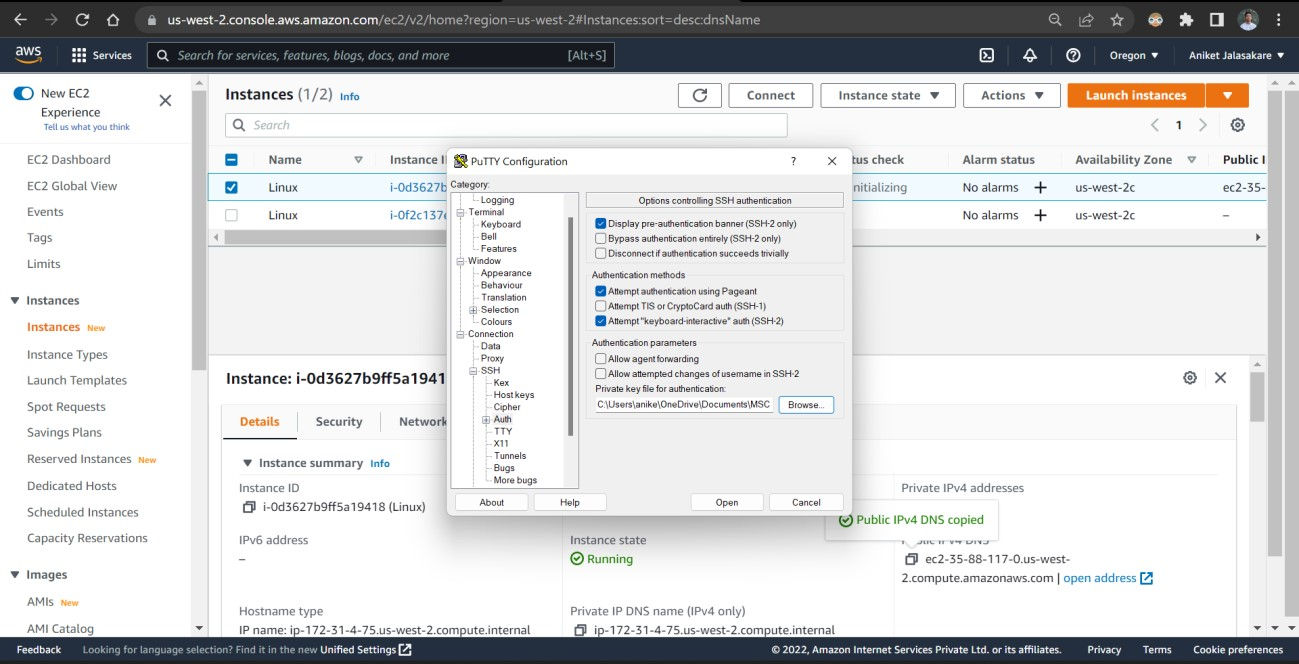 us-west-2.console.aws.amazon.com/ec2/v2/home?region=us-west-2#Instances:sort=desc:dnsName
aws
Services
Search for services, features, blogs, docs, and more
[Alt+S]
Oregon
Aniket Jalasakare
New EC2
Experience
Tell us what you think
EC2 Dashboard
EC2 Global View
Events
Tags
Limits
Instances
Instances New
Instance Types
Launch Templates
Spot Requests
Savings Plans
Reserved Instances New
Dedicated Hosts
Scheduled Instances
Capacity Reservations
Images
AMIs New
AMI Catalog
Instances (1/2) Info
Connect
Instance state
Actions
Launch instances
Search
1
Name
Instance I
tus check
Alarm status
Availability Zone
Public I
Linux
i-0d3627b
nitializing
No alarms +
us-west-2c
ec2-35-
Linux
i-0f2c137
No alarms +
us-west-2c
–
PuTTY Configuration
?
Category:
Logging
Terminal
Keyboard
Bell
Features
Window
Appearance
Behaviour
Translation
Selection
Colours
Connection
Data
Proxy
SSH
Kex
Host keys
Cipher
Auth
TTY
X11
Tunnels
Bugs
More bugs
Options controlling SSH authentication
Display pre-authentication banner (SSH-2 only)
Bypass authentication entirely (SSH-2 only)
Disconnect if authentication succeeds trivially
Authentication methods
Attempt authentication using Pageant
Attempt TIS or CryptoCard auth (SSH-1)
Attempt "keyboard-interactive" auth (SSH-2)
Authentication parameters
Allow agent forwarding
Allow attempted changes of username in SSH-2
Private key file for authentication:
C:\Users\anike\OneDrive\Documents\MSC
Browse...
About
Help
Open
Cancel
Instance: i-0d3627b9ff5a1941
Details
Security
Network
Instance summary Info
Instance ID
i-0d3627b9ff5a19418 (Linux)
Private IPv4 addresses
Public IPv4 DNS copied
IPv6 address
–
Instance state
Running
Public IPv4 DNS
ec2-35-88-117-0.us-west-
2.compute.amazonaws.com | open address
Hostname type
IP name: ip-172-31-4-75.us-west-2.compute.internal
Private IP DNS name (IPv4 only)
ip-172-31-4-75.us-west-2.compute.internal
Feedback
Looking for language selection? Find it in the new Unified Settings
© 2022, Amazon Internet Services Private Ltd. or its affiliates.
Privacy
Terms
Cookie preferences